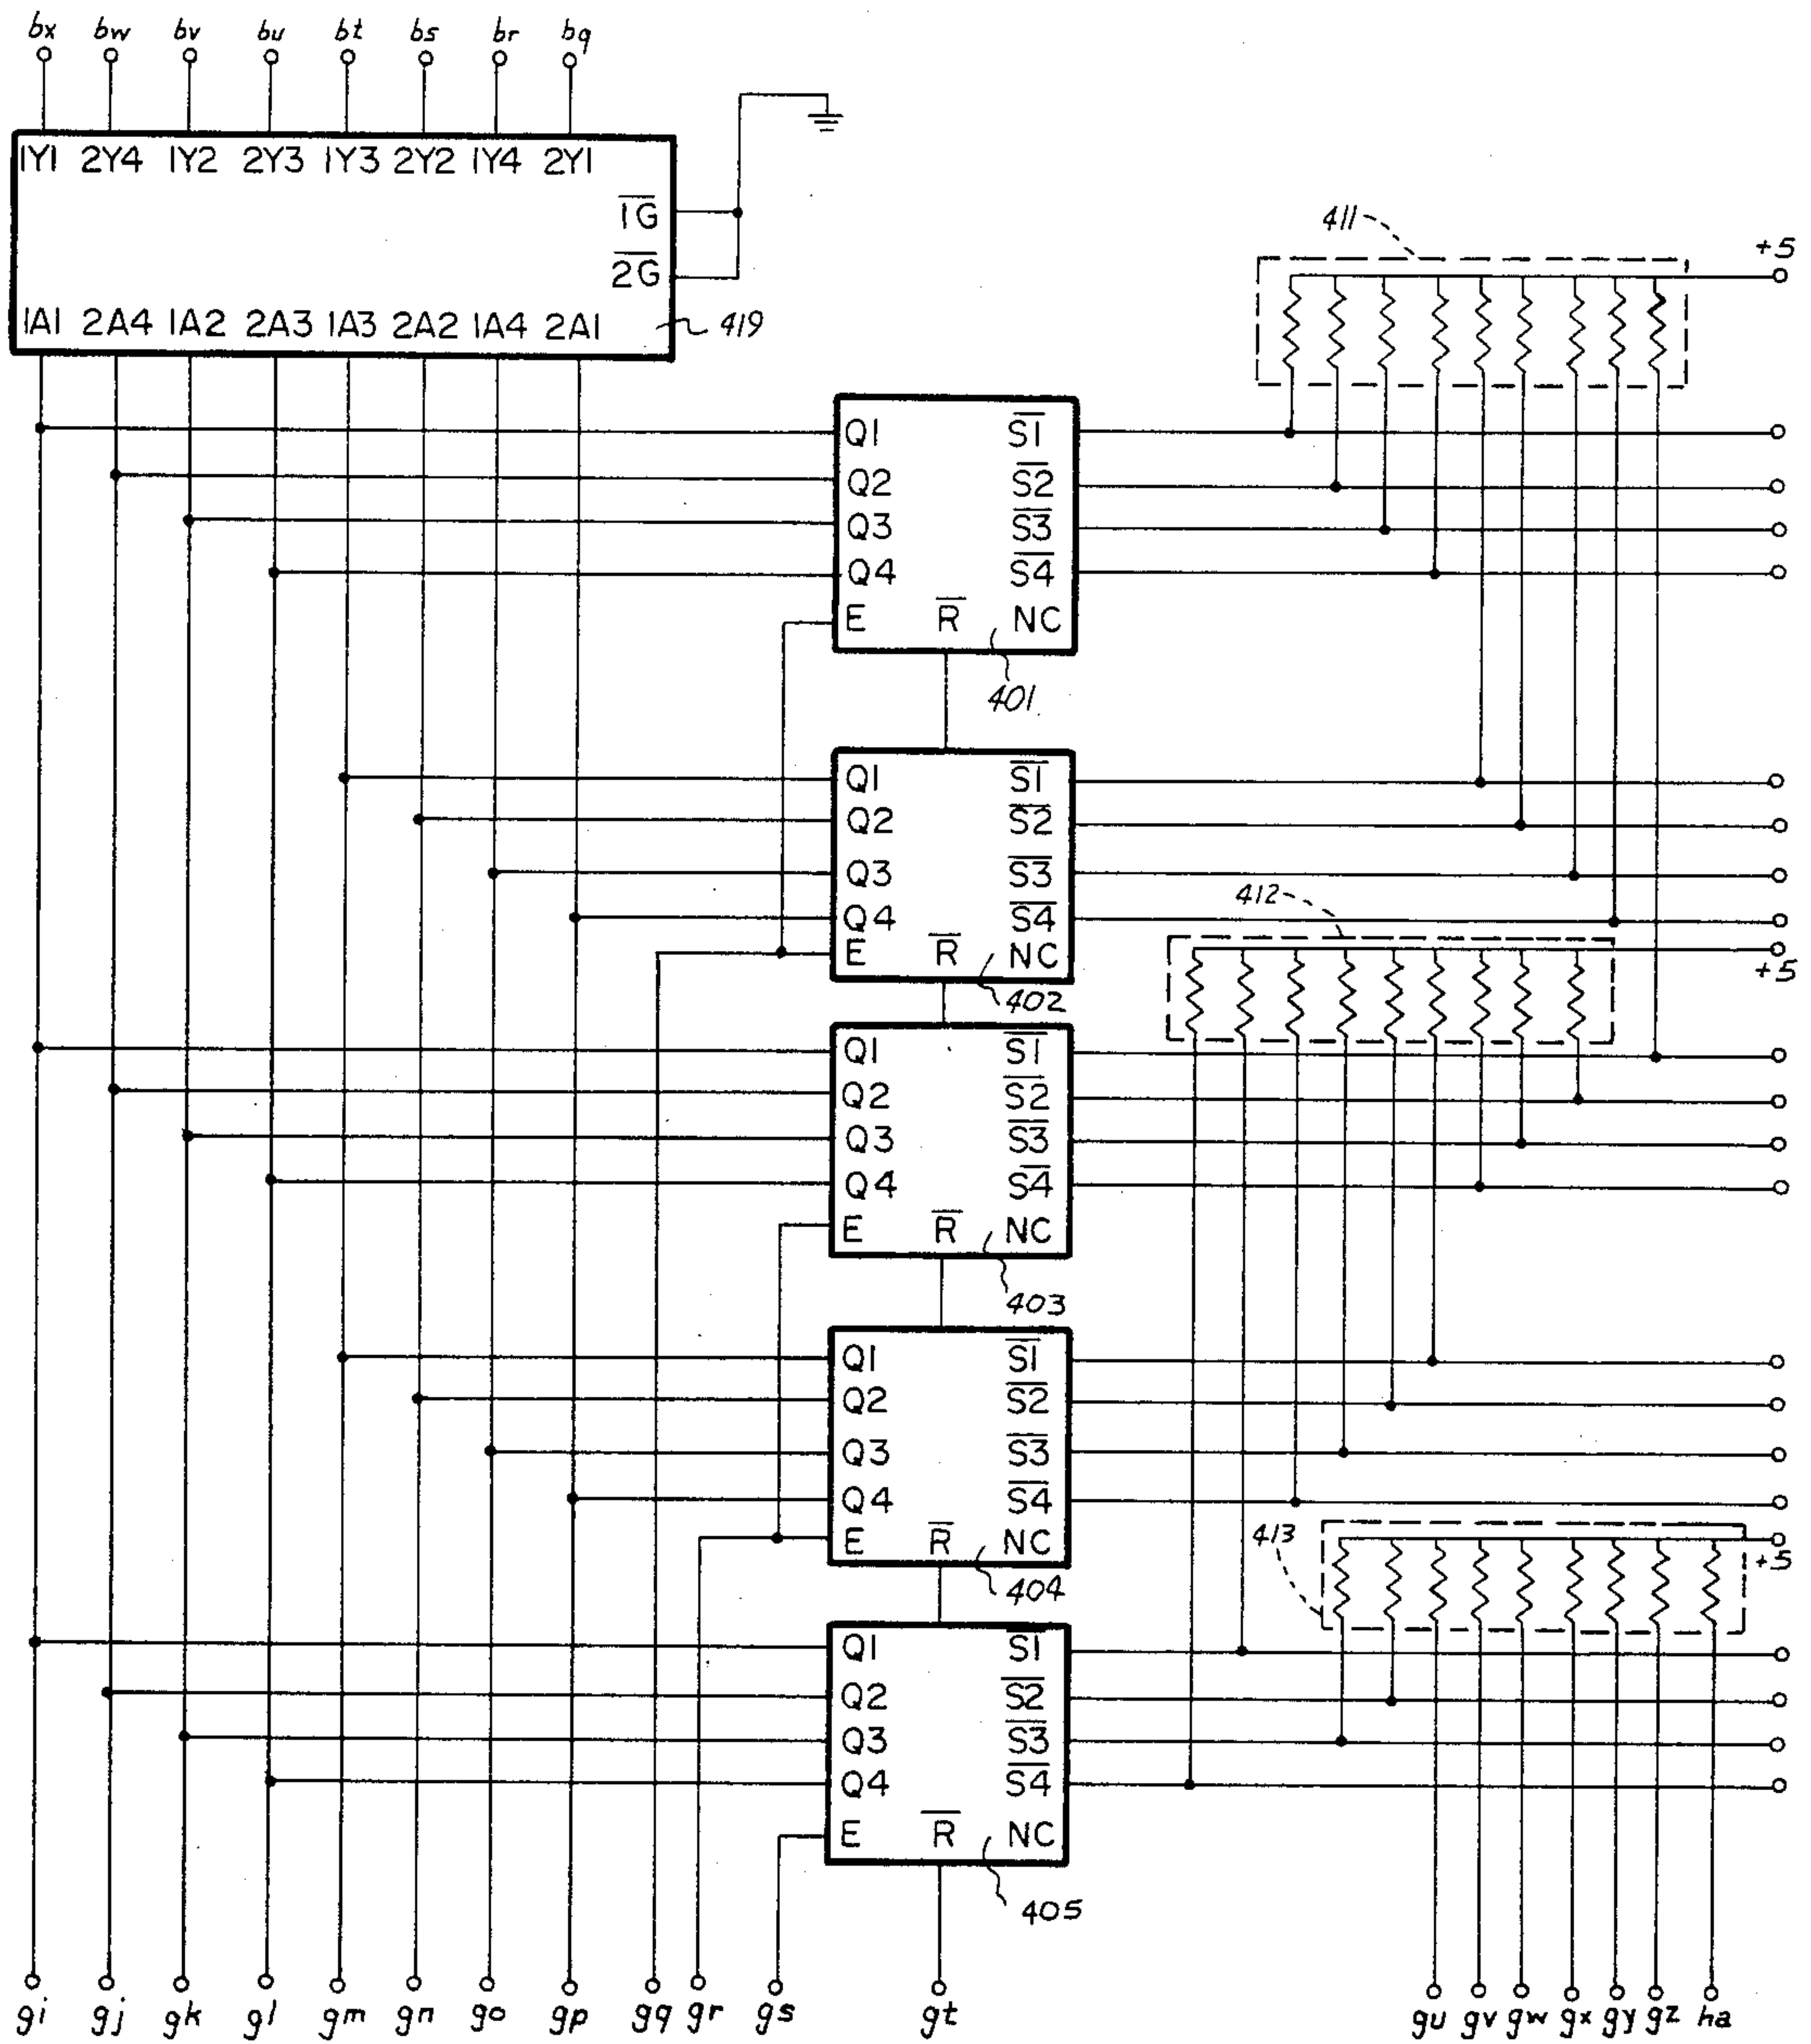 bx bw bv bu bt bs br bq
1Y1 2Y4 1Y2 2Y3 1Y3 2Y2 1Y4 2Y1
1G
2G
1A1 2A4 1A2 2A3 1A3 2A2 1A4 2A1
419
411
+5
Q1 S1
Q2 S2
Q3 S3
Q4 S4
E R NC
401
Q1 S1
Q2 S2
Q3 S3
412
Q4 S4
E R NC
+5
402
Q1 S1
Q2 S2
Q3 S3
Q4 S4
E R NC
403
Q1 S1
Q2 S2
Q3 S3
Q4 S4
E R NC
413
+5
404
Q1 S1
Q2 S2
Q3 S3
Q4 S4
E R NC
405
gi gj gk gl gm gn go gp gq gr gs gt gu gv gw gx gy gz ha